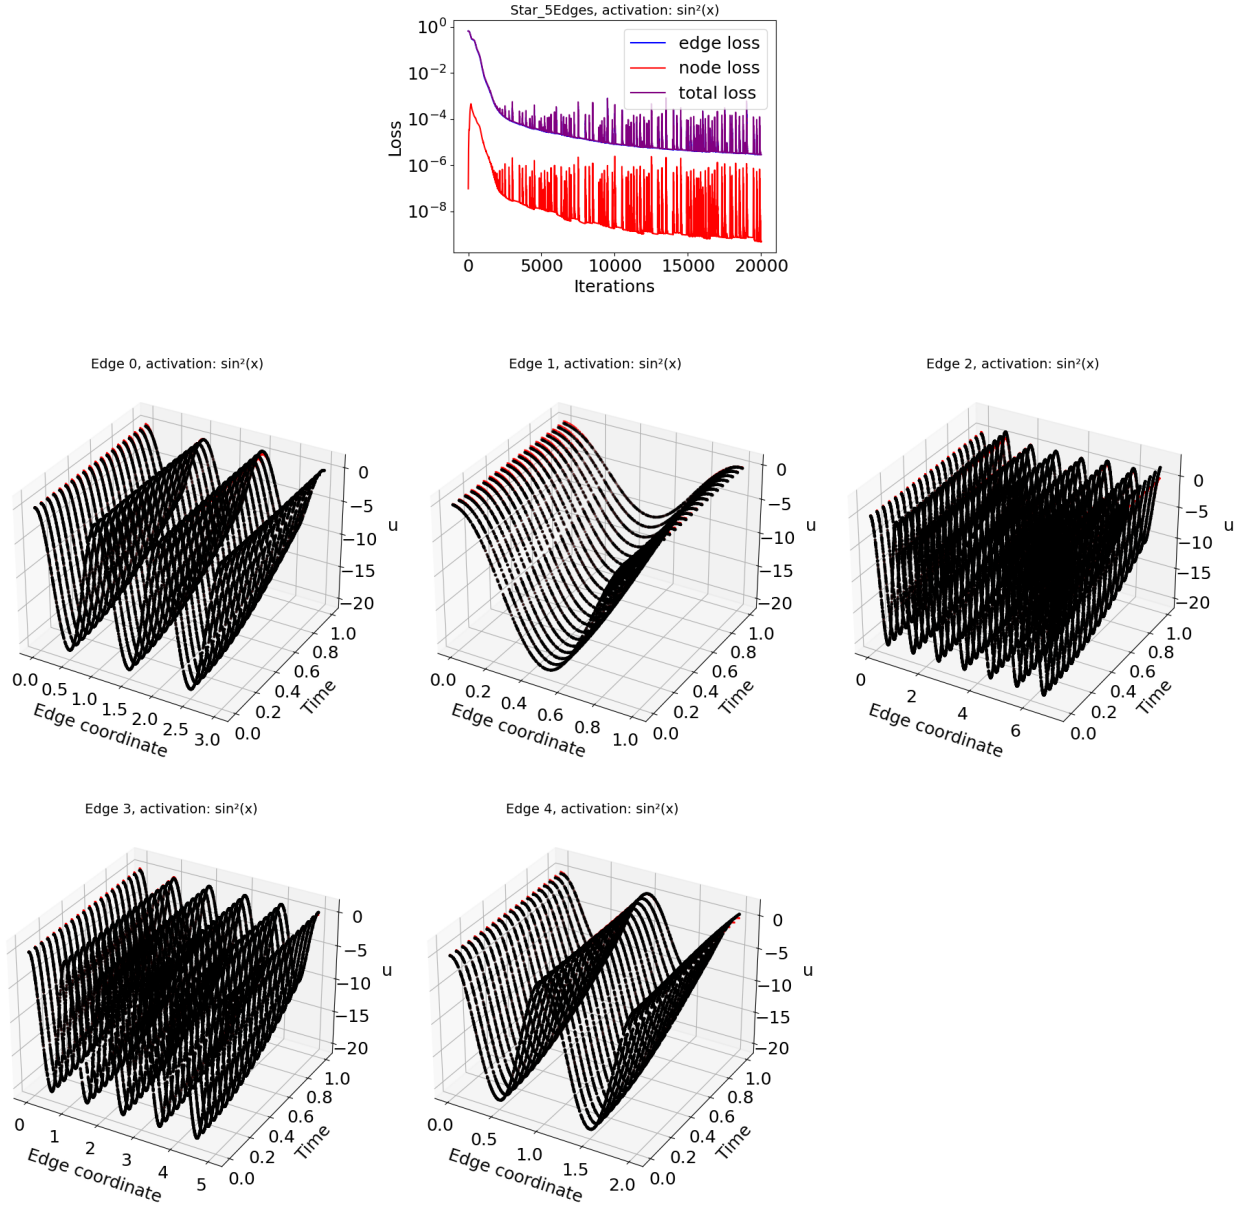 Star_5Edges, activation: sin²(x)
10⁰
10⁻²
10⁻⁴
10⁻⁶
10⁻⁸
Loss
edge loss
node loss
total loss
0 5000 10000 15000 20000
Iterations
Edge 0, activation: sin²(x)
0
−5
−10
−15
−20
u
0.0 0.5 1.0 1.5 2.0 2.5 3.0
Edge coordinate
0.0 0.2 0.4 0.6 0.8 1.0
Time
Edge 1, activation: sin²(x)
0
−5
−10
−15
−20
u
0.0 0.2 0.4 0.6 0.8 1.0
Edge coordinate
0.0 0.2 0.4 0.6 0.8 1.0
Time
Edge 2, activation: sin²(x)
0
−5
−10
−15
−20
u
0 2 4 6
Edge coordinate
0.0 0.2 0.4 0.6 0.8 1.0
Time
Edge 3, activation: sin²(x)
0
−5
−10
−15
−20
u
0 1 2 3 4 5
Edge coordinate
0.0 0.2 0.4 0.6 0.8 1.0
Time
Edge 4, activation: sin²(x)
0
−5
−10
−15
−20
u
0.0 0.5 1.0 1.5 2.0
Edge coordinate
0.0 0.2 0.4 0.6 0.8 1.0
Time